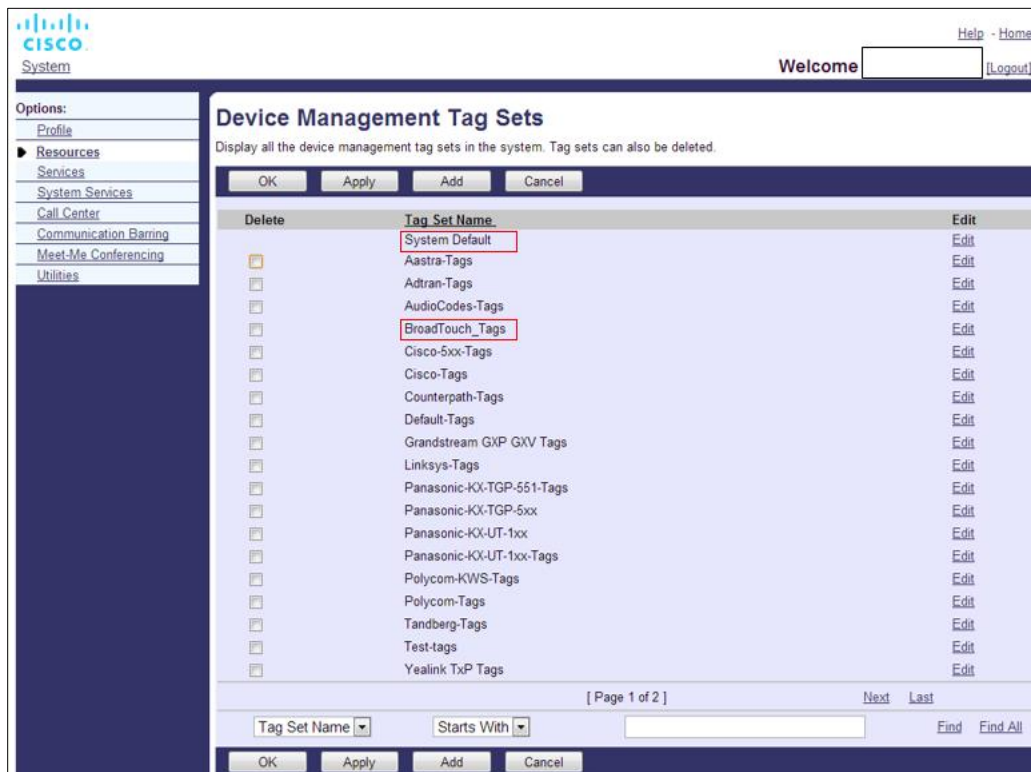 CISCO
Help - Home
System
Welcome [Logout]
Options:
Profile
Resources
Services
System Services
Call Center
Communication Barring
Meet-Me Conferencing
Utilities
Device Management Tag Sets
Display all the device management tag sets in the system. Tag sets can also be deleted.
OK Apply Add Cancel
Delete Tag Set Name Edit
System Default Edit
Aastra-Tags Edit
Adtran-Tags Edit
AudioCodes-Tags Edit
BroadTouch_Tags Edit
Cisco-5xx-Tags Edit
Cisco-Tags Edit
Counterpath-Tags Edit
Default-Tags Edit
Grandstream GXP GXV Tags Edit
Linksys-Tags Edit
Panasonic-KX-TGP-551-Tags Edit
Panasonic-KX-TGP-5xx Edit
Panasonic-KX-UT-1xx Edit
Panasonic-KX-UT-1xx-Tags Edit
Polycom-KWS-Tags Edit
Polycom-Tags Edit
Tandberg-Tags Edit
Test-tags Edit
Yealink TxP Tags Edit
[ Page 1 of 2 ] Next Last
Tag Set Name Starts With Find Find All
OK Apply Add Cancel